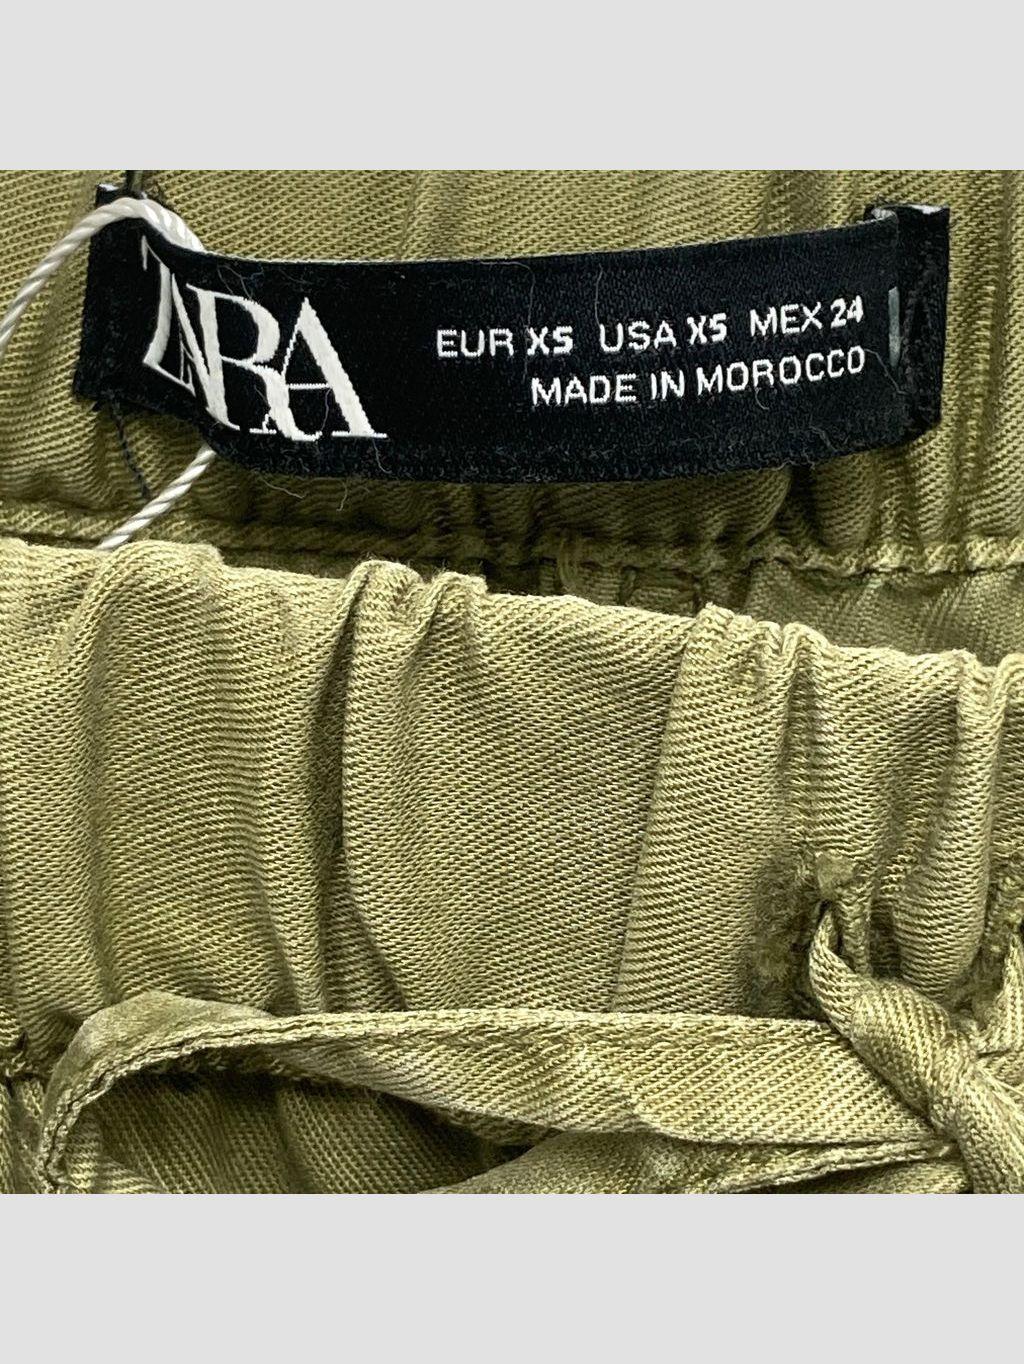 ZARA
EUR XS USA XS MEX 24
MADE IN MOROCCO